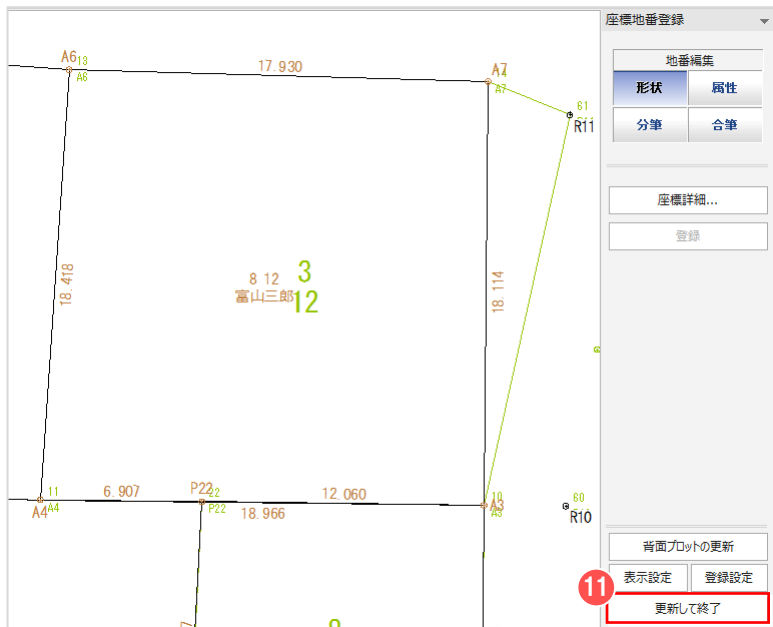 座標地番登録
地番編集
形状
属性
分筆
合筆
座標詳細...
登録
背面プロットの更新
表示設定
登録設定
11
更新して終了
A6
13
A6
17.930
A7
A7
61
R11
18.418
8 12
3
富山三郎
12
18.114
11
A4
A4
6.907
P22
22
P22
12.060
18.966
10
A3
A3
60
R10